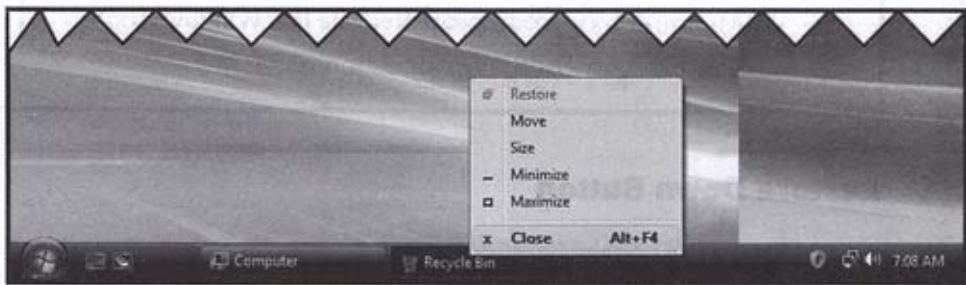 Restore
Move
Size
Minimize
Maximize
x Close Alt+F4
Computer
Recycle Bin
7:08 AM